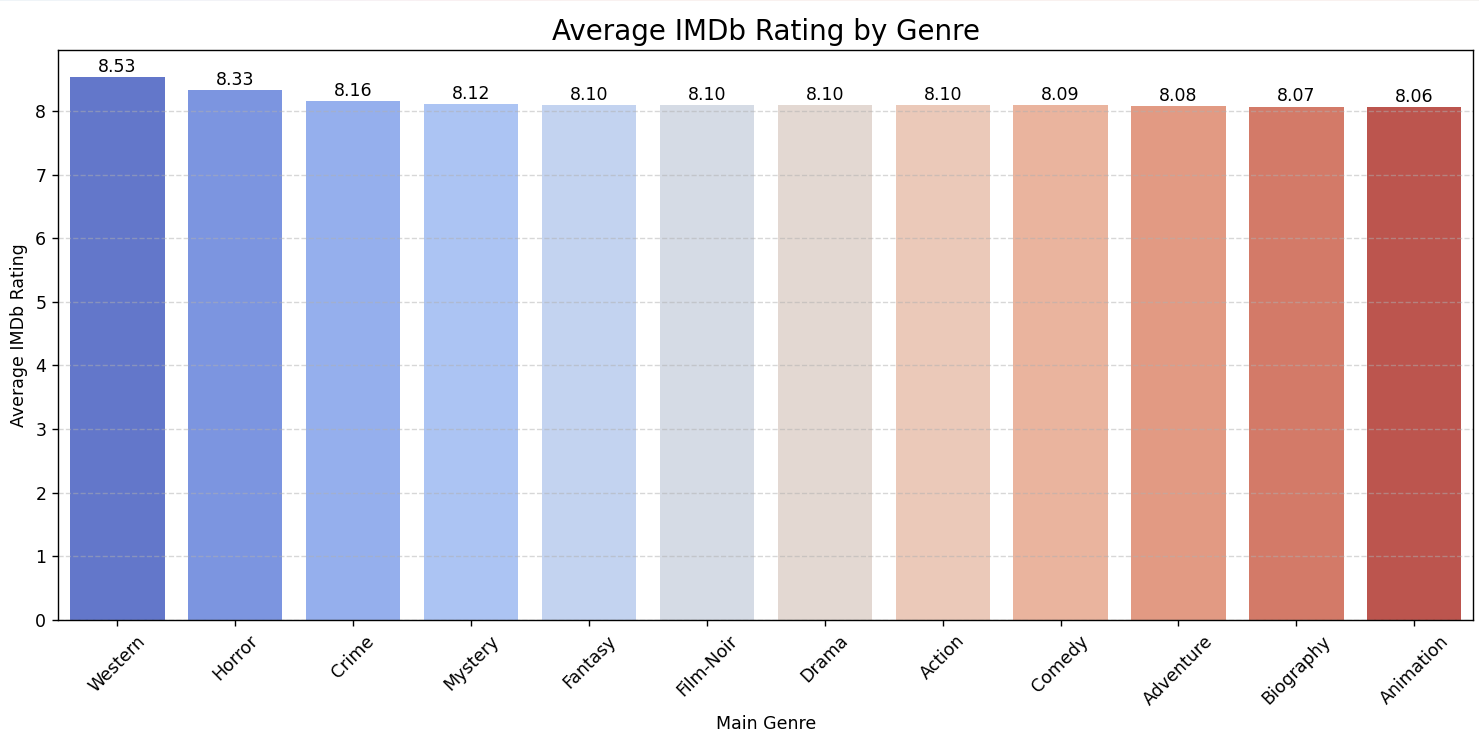 Average IMDb Rating by Genre
8.53
8.33
8.16
8.12
8.10
8.10
8.10
8.10
8.09
8.08
8.07
8.06
Average IMDb Rating
8
7
6
5
4
3
2
1
0
Western
Horror
Crime
Mystery
Fantasy
Film-Noir
Drama
Action
Comedy
Adventure
Biography
Animation
Main Genre